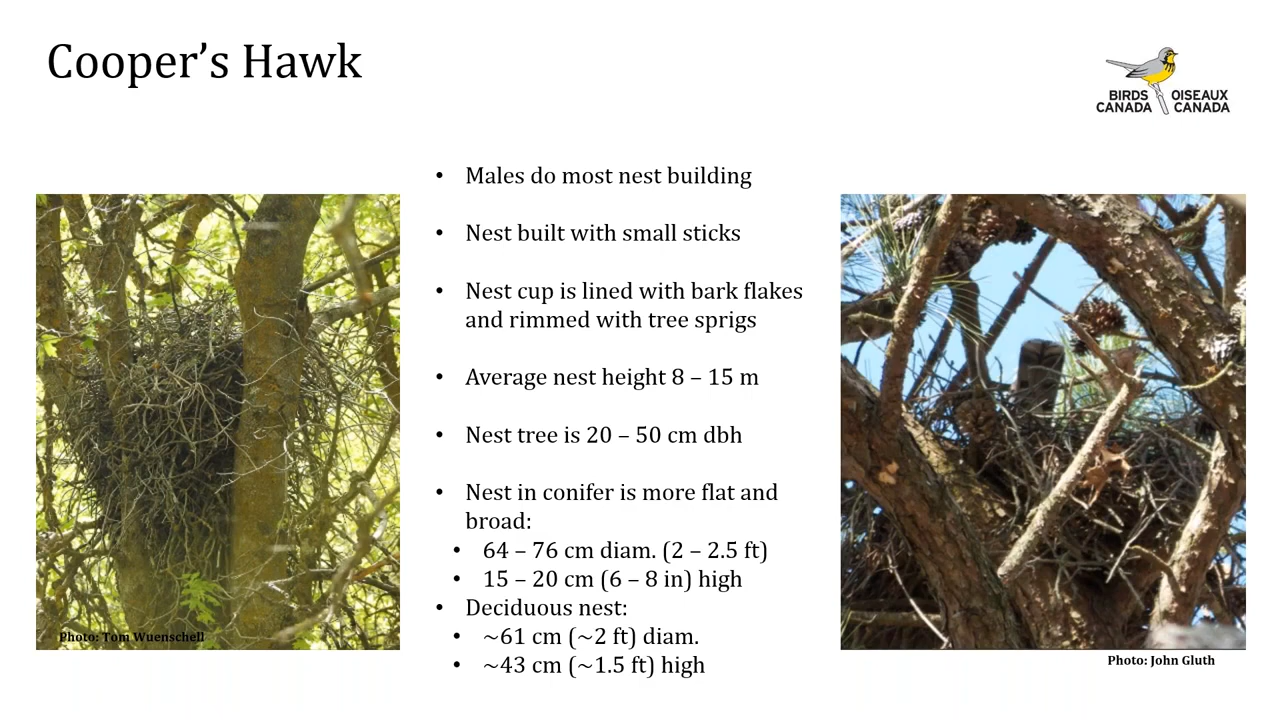 Cooper’s Hawk
BIRDS CANADA
OISEAUX CANADA
• Males do most nest building
• Nest built with small sticks
• Nest cup is lined with bark flakes
and rimmed with tree sprigs
• Average nest height 8 – 15 m
• Nest tree is 20 – 50 cm dbh
• Nest in conifer is more flat and
broad:
• 64 – 76 cm diam. (2 – 2.5 ft)
• 15 – 20 cm (6 – 8 in) high
• Deciduous nest:
• ~61 cm (~2 ft) diam.
• ~43 cm (~1.5 ft) high
Photo: Tom Wuenschell
Photo: John Gluth